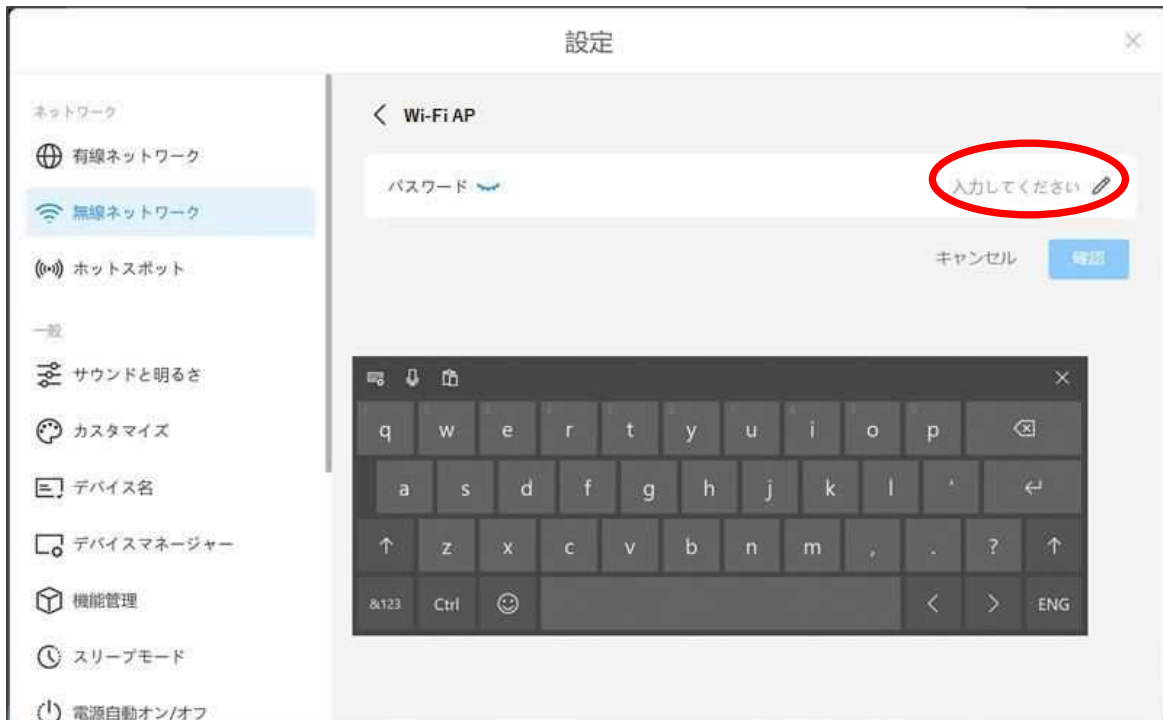 設定
ネットワーク
有線ネットワーク
無線ネットワーク
ホットスポット
一般
サウンドと明るさ
カスタマイズ
デバイス名
デバイスマネージャー
機能管理
スリープモード
電源自動オン/オフ
Wi-Fi AP
パスワード 入力してください
キャンセル 確認
q w e r t y u i o p
a s d f g h j k l '
z x c v b n m , . ?
&123 Ctrl ENG